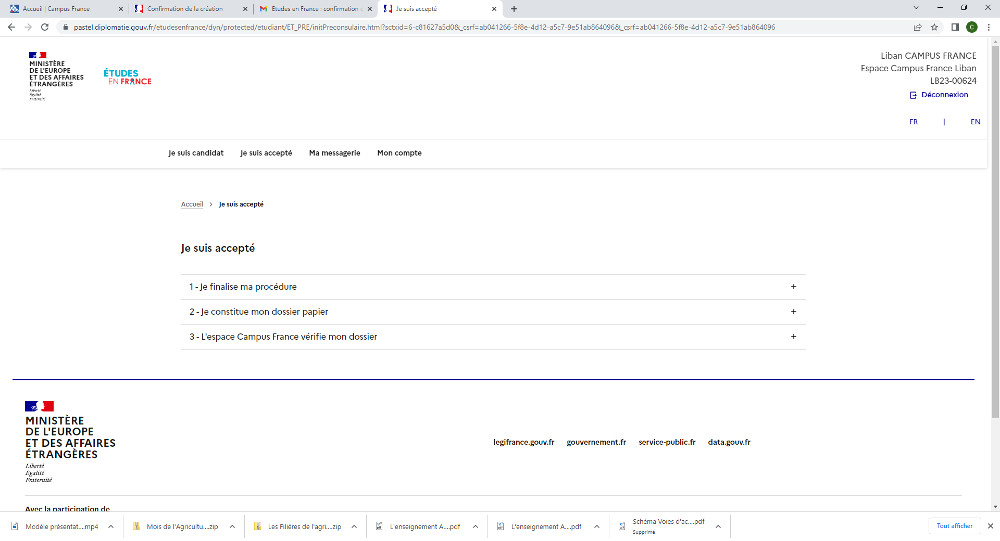 Accueil | Campus France
Confirmation de la création
Etudes en France : confirmation
Je suis accepté
pastel.diplomatie.gouv.fr/etudesenfrance/dyn/protected/etudiant/ET_PRE/initPreconsulaire.html?sctxid=6-c81627a5d0&_csrf=ab041266-5f8e-4d12-a5c7-9e51ab864096&_csrf=ab041266-5f8e-4d12-a5c7-9e51ab864096
C
MINISTÈRE
DE L'EUROPE
ET DES AFFAIRES
ÉTRANGÈRES
Liberté
Égalité
Fraternité
ÉTUDES
EN FRANCE
Liban CAMPUS FRANCE
Espace Campus France Liban
LB23-00624
Déconnexion
FR | EN
Je suis candidat
Je suis accepté
Ma messagerie
Mon compte
Accueil > Je suis accepté
Je suis accepté
1 - Je finalise ma procédure
2 - Je constitue mon dossier papier
3 - L'espace Campus France vérifie mon dossier
MINISTÈRE
DE L'EUROPE
ET DES AFFAIRES
ÉTRANGÈRES
Liberté
Égalité
Fraternité
legifrance.gouv.fr
gouvernement.fr
service-public.fr
data.gouv.fr
Avec la participation de
Modèle présentat....mp4
Mois de l'Agricultu....zip
Les Filières de l'agri....zip
L'enseignement A....pdf
L'enseignement A....pdf
Schéma Voies d'ac....pdf
Supprimé
Tout afficher